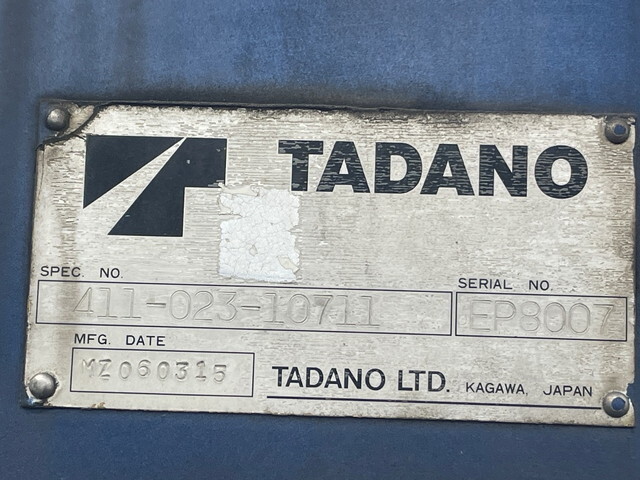 TADANO
SPEC. NO.
411-023-10711
SERIAL NO.
EP8007
MFG. DATE
MZ060315
TADANO LTD. KAGAWA, JAPAN